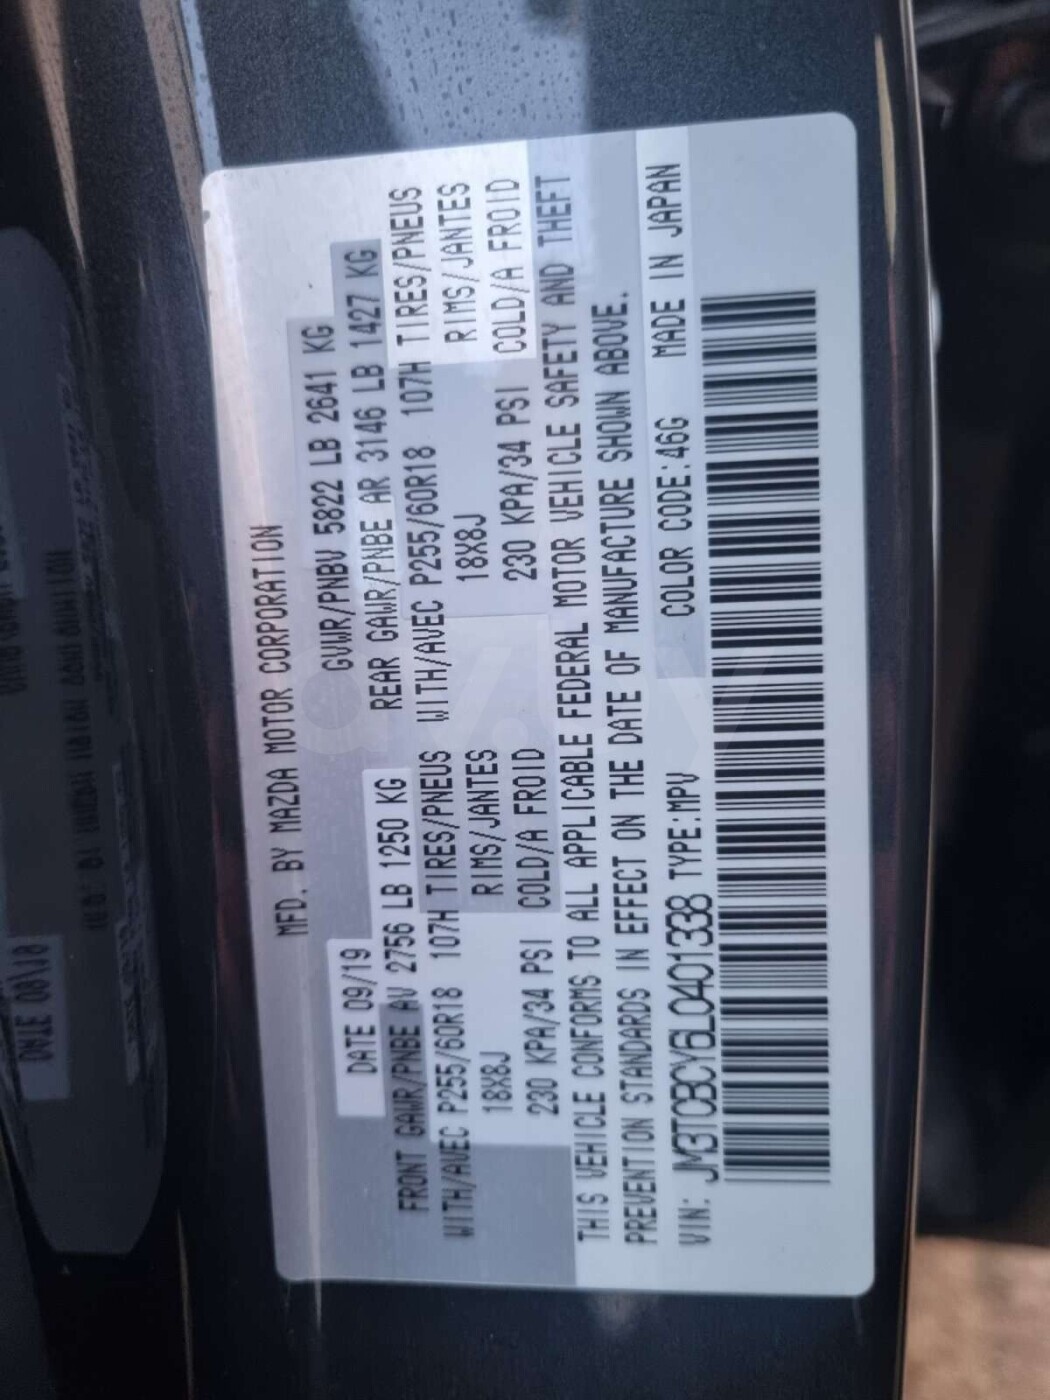 MFD. BY MAZDA MOTOR CORPORATION
DATE 09/19 GVWR/PNBV 5822 LB 2641 KG
FRONT GAWR/PNBE AV 2756 LB 1250 KG REAR GAWR/PNBE AR 3146 LB 1427 KG
WITH/AVEC P255/60R18 107H TIRES/PNEUS WITH/AVEC P255/60R18 107H TIRES/PNEUS
18X8J RIMS/JANTES 18X8J RIMS/JANTES
230 KPA/34 PSI COLD/A FROID 230 KPA/34 PSI COLD/A FROID
THIS VEHICLE CONFORMS TO ALL APPLICABLE FEDERAL MOTOR VEHICLE SAFETY AND THEFT
PREVENTION STANDARDS IN EFFECT ON THE DATE OF MANUFACTURE SHOWN ABOVE.
VIN: JM3TCBCY6L0401338 TYPE:MPV COLOR CODE:46G MADE IN JAPAN
av.by